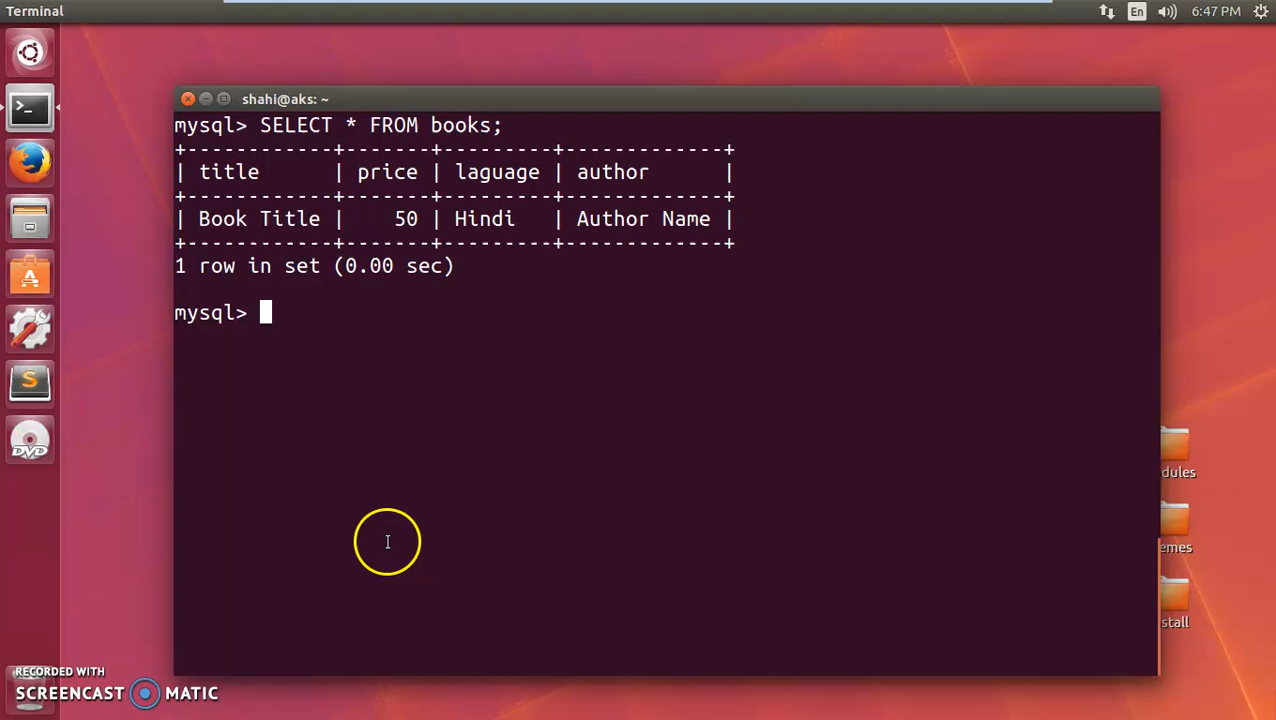 Terminal
En
6:47 PM
shahi@aks: ~
mysql> SELECT * FROM books;
+------------+-------+---------+-------------+
| title      | price | laguage | author      |
+------------+-------+---------+-------------+
| Book Title |    50 | Hindi   | Author Name |
+------------+-------+---------+-------------+
1 row in set (0.00 sec)
mysql>
dules
emes
stall
DVD
RECORDED WITH
SCREENCAST MATIC